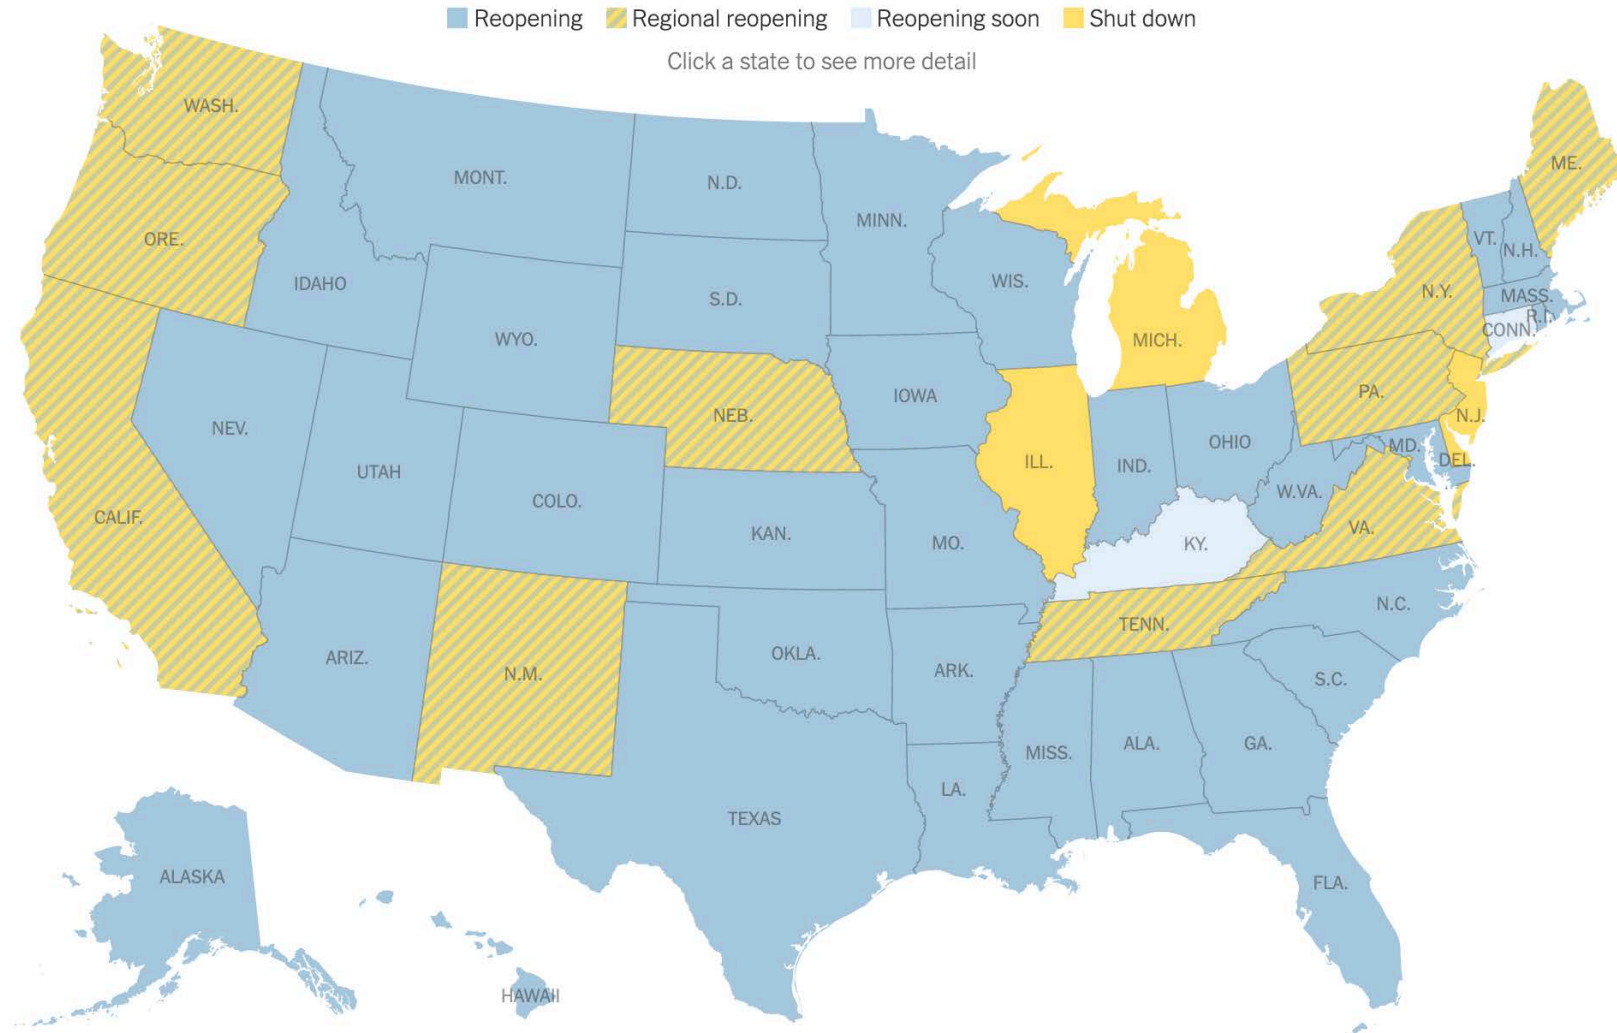 Reopening
Regional reopening
Reopening soon
Shut down
Click a state to see more detail
WASH.
MONT.
N.D.
MINN.
ME.
ORE.
IDAHO
S.D.
WIS.
VT.
N.H.
N.Y.
MASS.
R.I.
CONN.
WYO.
MICH.
IOWA
NEB.
PA.
N.J.
NEV.
UTAH
COLO.
ILL.
IND.
OHIO
MD.
DEL.
W.VA.
CALIF.
KAN.
MO.
KY.
VA.
ARIZ.
N.M.
OKLA.
ARK.
TENN.
N.C.
S.C.
TEXAS
LA.
MISS.
ALA.
GA.
FLA.
ALASKA
HAWAII